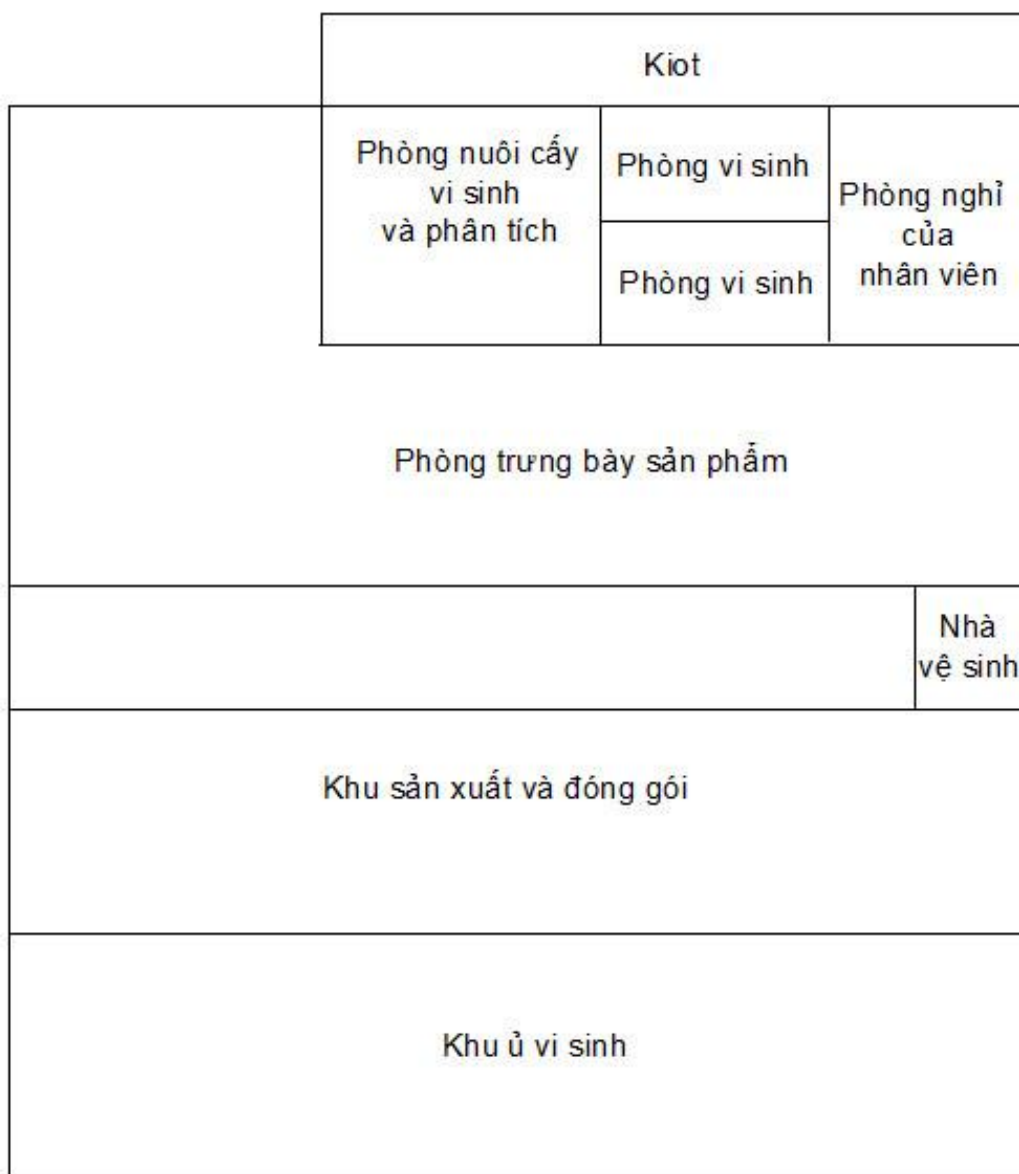 Kiot
Phòng nuôi cấy
vi sinh
và phân tích
Phòng vi sinh
Phòng vi sinh
Phòng nghỉ
của
nhân viên
Phòng trưng bày sản phẩm
Nhà
vệ sinh
Khu sản xuất và đóng gói
Khu ủ vi sinh